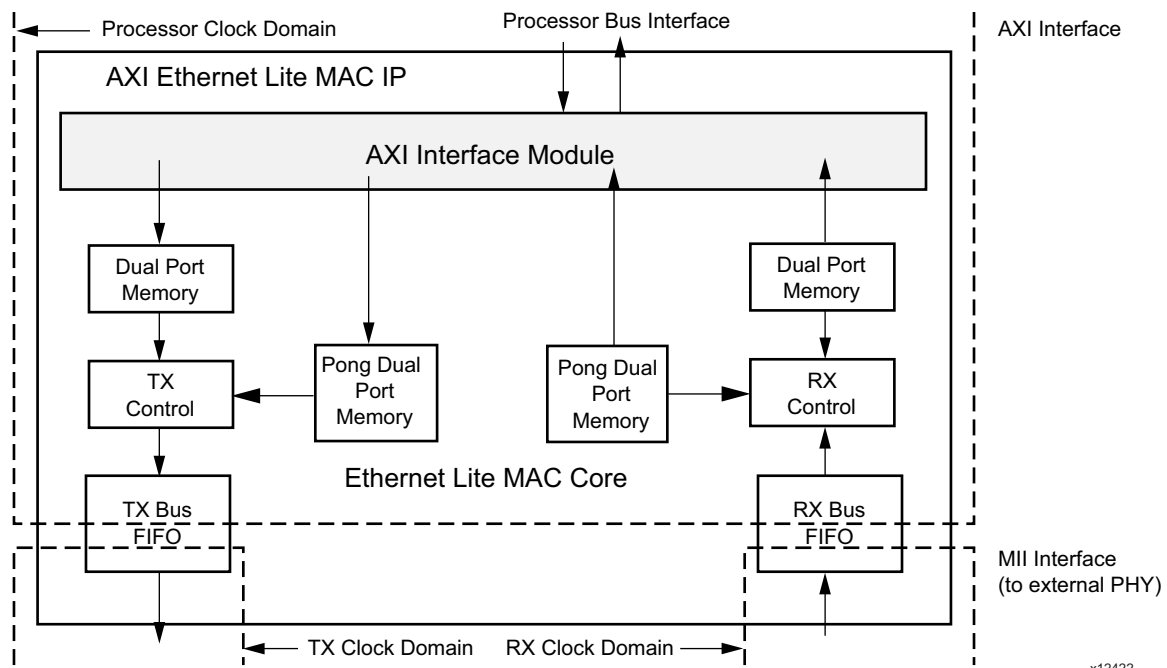 Processor Clock Domain
Processor Bus Interface
AXI Interface
AXI Ethernet Lite MAC IP
AXI Interface Module
Dual Port
Memory
Dual Port
Memory
TX
Control
Pong Dual
Port
Memory
Pong Dual
Port
Memory
RX
Control
Ethernet Lite MAC Core
TX Bus
FIFO
RX Bus
FIFO
MII Interface
(to external PHY)
TX Clock Domain
RX Clock Domain